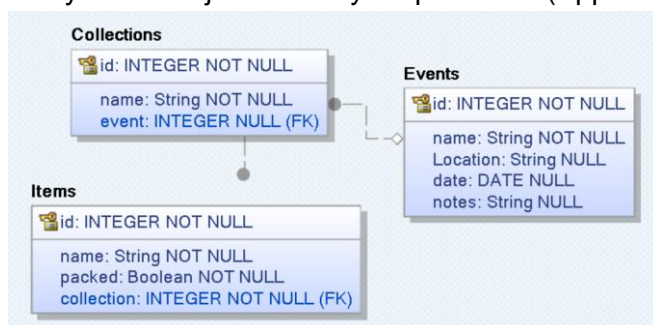 Collections
id: INTEGER NOT NULL
name: String NOT NULL
event: INTEGER NULL (FK)
Events
id: INTEGER NOT NULL
name: String NOT NULL
Location: String NULL
date: DATE NULL
notes: String NULL
Items
id: INTEGER NOT NULL
name: String NOT NULL
packed: Boolean NOT NULL
collection: INTEGER NOT NULL (FK)